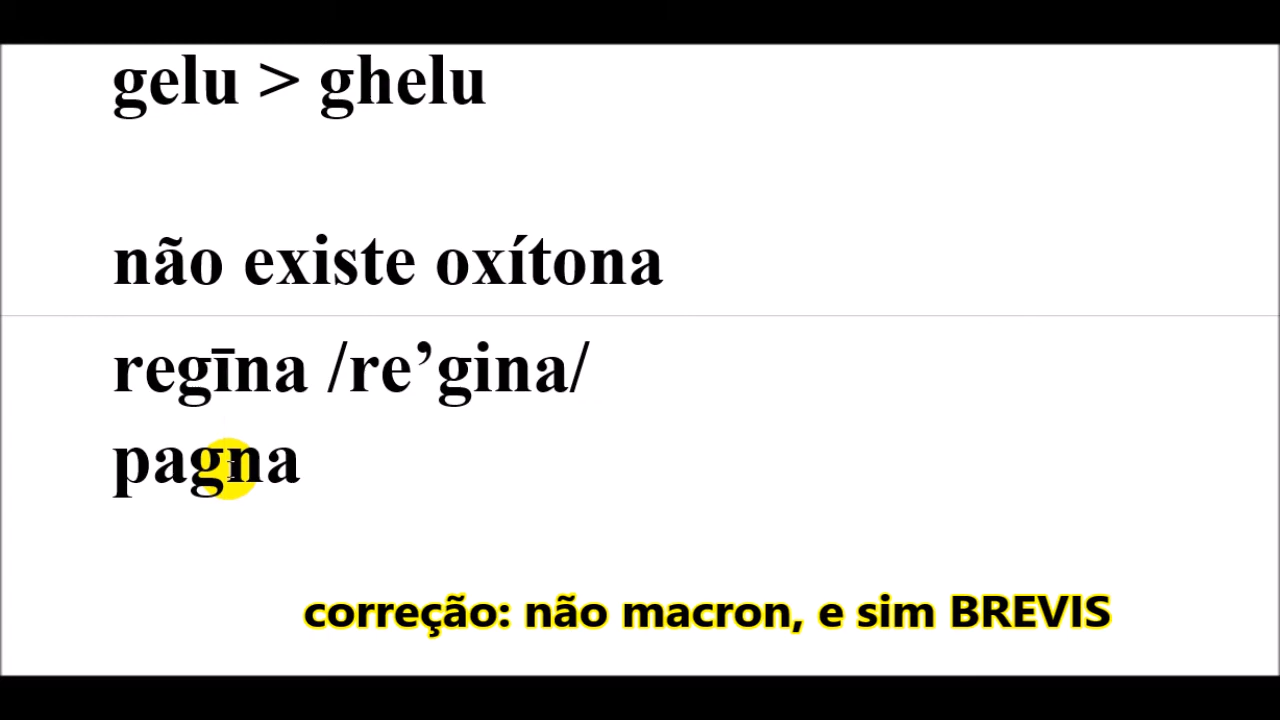 gelu > ghelu
não existe oxítona
regīna /re’gina/
pagna
correção: não macron, e sim BREVIS